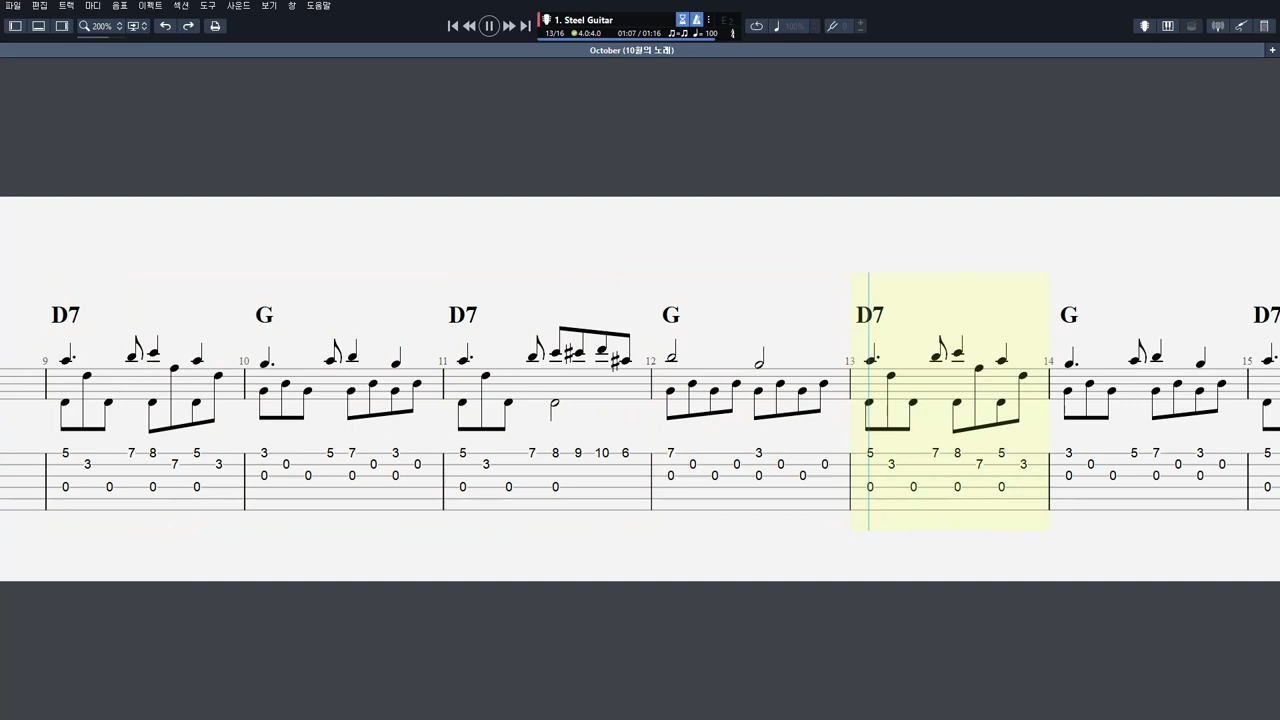 파일 편집 트랙 마디 음표 이펙트 섹션 도구 사운드 보기 창 도움말
200%
1. Steel Guitar
13/16 4.0:4.0 01:07 / 01:16 ♫=♫ ♩= 100
E2
100%
0
October (10월의 노래)
+
D7 G D7 G D7 G D7
9 10 11 12 13 14 15
5 7 8 5 3 5 7 3 5 7 8 9 10 6 7 3 5 7 8 5 3 5 7 3 5
3 7 3 0 0 0 3 0 0 0 0 3 7 3 0 0 0
0 0 0 0 0 0 0 0 0 0 0
0 0 0 0 0 0 0 0 0 0 0 0